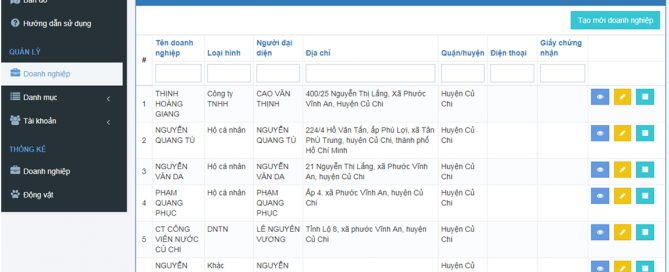 Bản đồ
Hướng dẫn sử dụng
QUẢN LÝ
Doanh nghiệp
Danh mục
Tài khoản
THỐNG KÊ
Doanh nghiệp
Động vật
Tạo mới doanh nghiệp
# Tên doanh nghiệp Loại hình Người đại diện Địa chỉ Quận/huyện Điện thoại Giấy chứng nhận
1 THỊNH HOÀNG GIANG Công ty TNHH CAO VĂN THỊNH 400/25 Nguyễn Thị Lắng, Xã Phước Vĩnh An, Huyện Củ Chi Huyện Củ Chi
2 NGUYỄN QUANG TÚ Hộ cá nhân NGUYỄN QUANG TÚ 224/4 Hồ Văn Tẩn, ấp Phú Lợi, xã Tân PhÚ Trung, huyện Củ Chi, thành phố Hồ Chí Minh Huyện Củ Chi
3 NGUYỄN VĂN DA Hộ cá nhân NGUYỄN VĂN DA 21 Nguyễn Thị Lắng, xã Phước Vĩnh An, huyện Củ Chi Huyện Củ Chi
4 PHẠM QUANG PHỤC Hộ cá nhân PHẠM QUANG PHỤC Ấp 4, xã Phước Vĩnh An, huyện Củ Chi Huyện Củ Chi
5 CT CÔNG VIÊN NƯỚC CỦ CHI DNTN LÊ NGUYÊN VƯƠNG Tỉnh Lộ 8, xã phước Vĩnh An, huyện Củ Chi Huyện Củ Chi
NGUYỄN Khác NGUYỄN Huyện Củ